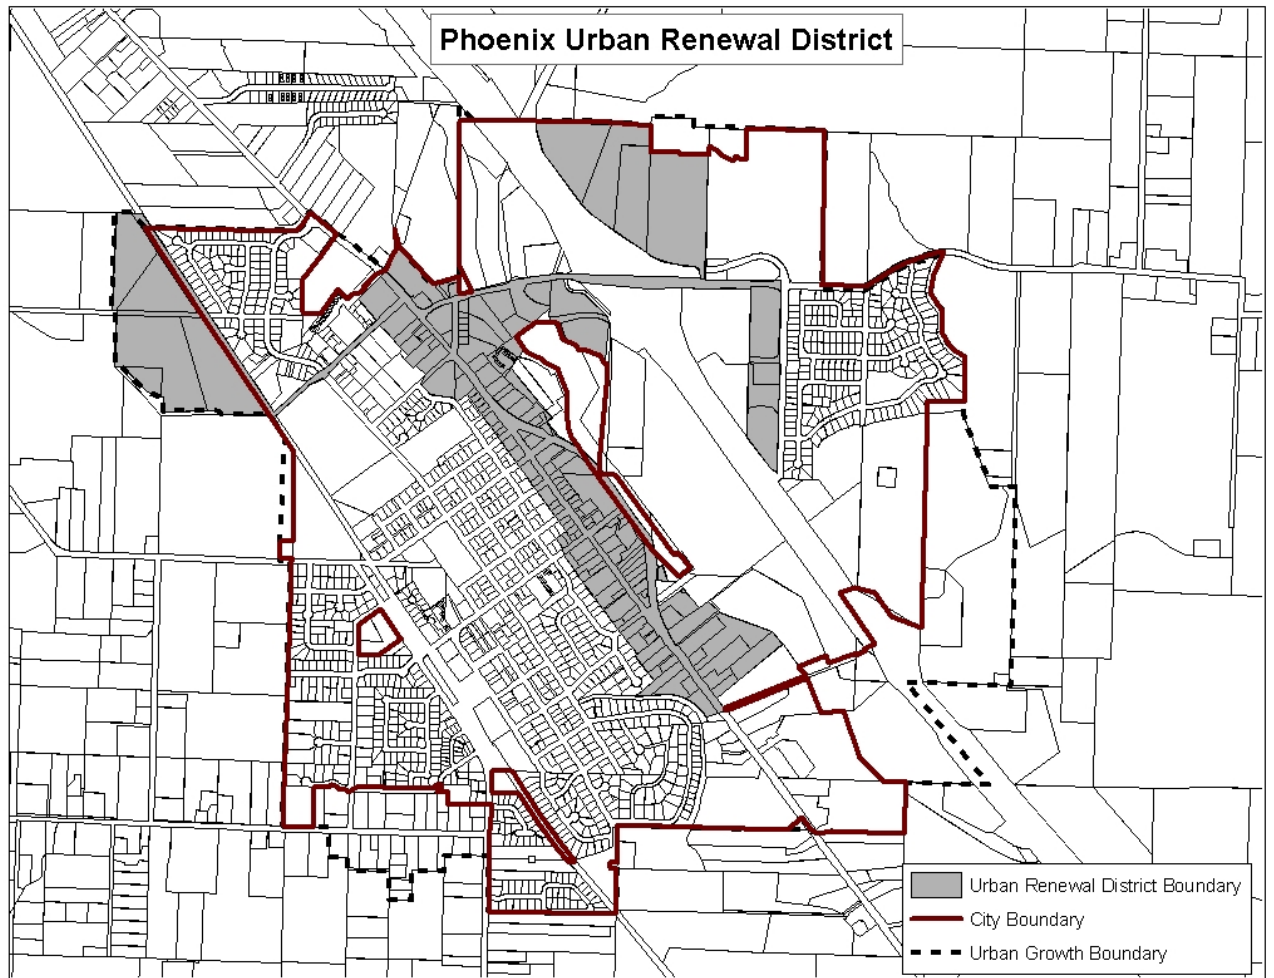 Phoenix Urban Renewal District
Urban Renewal District Boundary
City Boundary
Urban Growth Boundary